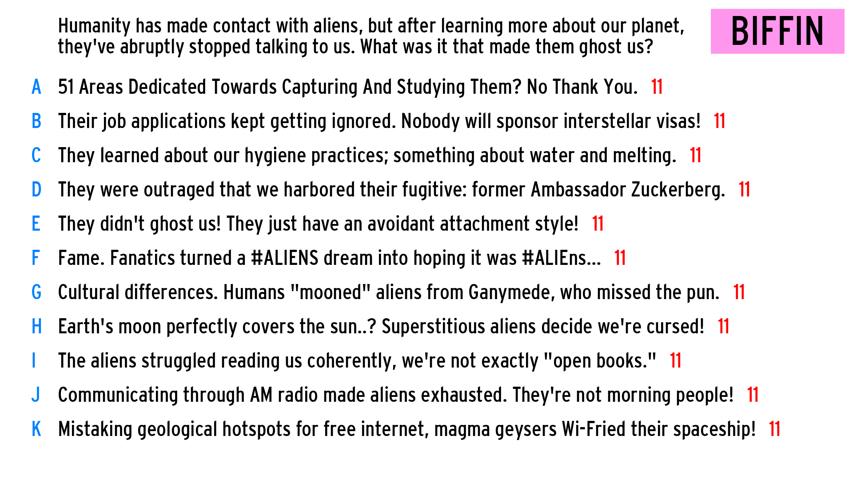 Humanity has made contact with aliens, but after learning more about our planet,
they've abruptly stopped talking to us. What was it that made them ghost us?
BIFFIN
A 51 Areas Dedicated Towards Capturing And Studying Them? No Thank You. 11
B Their job applications kept getting ignored. Nobody will sponsor interstellar visas! 11
C They learned about our hygiene practices; something about water and melting. 11
D They were outraged that we harbored their fugitive: former Ambassador Zuckerberg. 11
E They didn't ghost us! They just have an avoidant attachment style! 11
F Fame. Fanatics turned a #ALIENS dream into hoping it was #ALIEns... 11
G Cultural differences. Humans "mooned" aliens from Ganymede, who missed the pun. 11
H Earth's moon perfectly covers the sun..? Superstitious aliens decide we're cursed! 11
I The aliens struggled reading us coherently, we're not exactly "open books." 11
J Communicating through AM radio made aliens exhausted. They're not morning people! 11
K Mistaking geological hotspots for free internet, magma geysers Wi-Fried their spaceship! 11